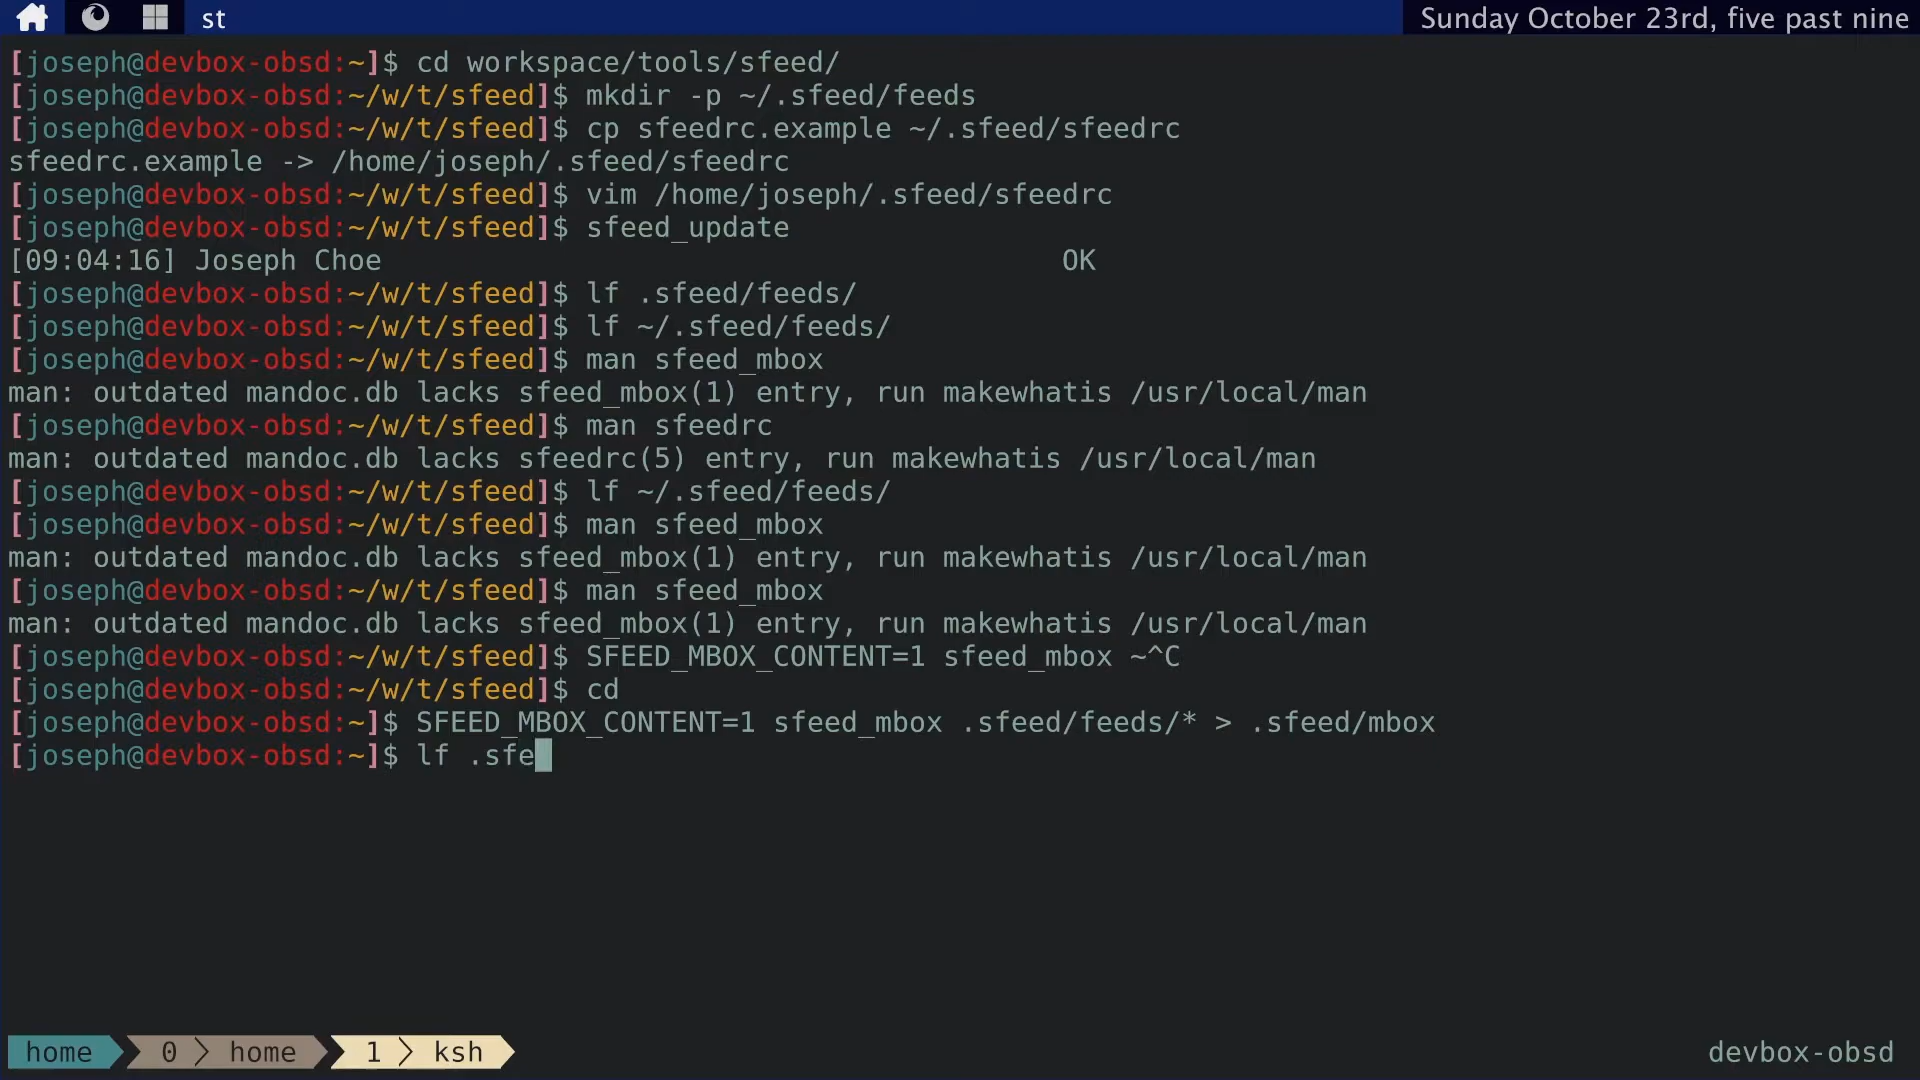 st
Sunday October 23rd, five past nine
[joseph@devbox-obsd:~]$ cd workspace/tools/sfeed/
[joseph@devbox-obsd:~/w/t/sfeed]$ mkdir -p ~/.sfeed/feeds
[joseph@devbox-obsd:~/w/t/sfeed]$ cp sfeedrc.example ~/.sfeed/sfeedrc
sfeedrc.example -> /home/joseph/.sfeed/sfeedrc
[joseph@devbox-obsd:~/w/t/sfeed]$ vim /home/joseph/.sfeed/sfeedrc
[joseph@devbox-obsd:~/w/t/sfeed]$ sfeed_update
[09:04:16] Joseph Choe OK
[joseph@devbox-obsd:~/w/t/sfeed]$ lf .sfeed/feeds/
[joseph@devbox-obsd:~/w/t/sfeed]$ lf ~/.sfeed/feeds/
[joseph@devbox-obsd:~/w/t/sfeed]$ man sfeed_mbox
man: outdated mandoc.db lacks sfeed_mbox(1) entry, run makewhatis /usr/local/man
[joseph@devbox-obsd:~/w/t/sfeed]$ man sfeedrc
man: outdated mandoc.db lacks sfeedrc(5) entry, run makewhatis /usr/local/man
[joseph@devbox-obsd:~/w/t/sfeed]$ lf ~/.sfeed/feeds/
[joseph@devbox-obsd:~/w/t/sfeed]$ man sfeed_mbox
man: outdated mandoc.db lacks sfeed_mbox(1) entry, run makewhatis /usr/local/man
[joseph@devbox-obsd:~/w/t/sfeed]$ man sfeed_mbox
man: outdated mandoc.db lacks sfeed_mbox(1) entry, run makewhatis /usr/local/man
[joseph@devbox-obsd:~/w/t/sfeed]$ SFEED_MBOX_CONTENT=1 sfeed_mbox ~^C
[joseph@devbox-obsd:~/w/t/sfeed]$ cd
[joseph@devbox-obsd:~]$ SFEED_MBOX_CONTENT=1 sfeed_mbox .sfeed/feeds/* > .sfeed/mbox
[joseph@devbox-obsd:~]$ lf .sfe
home 0 home 1 ksh
devbox-obsd